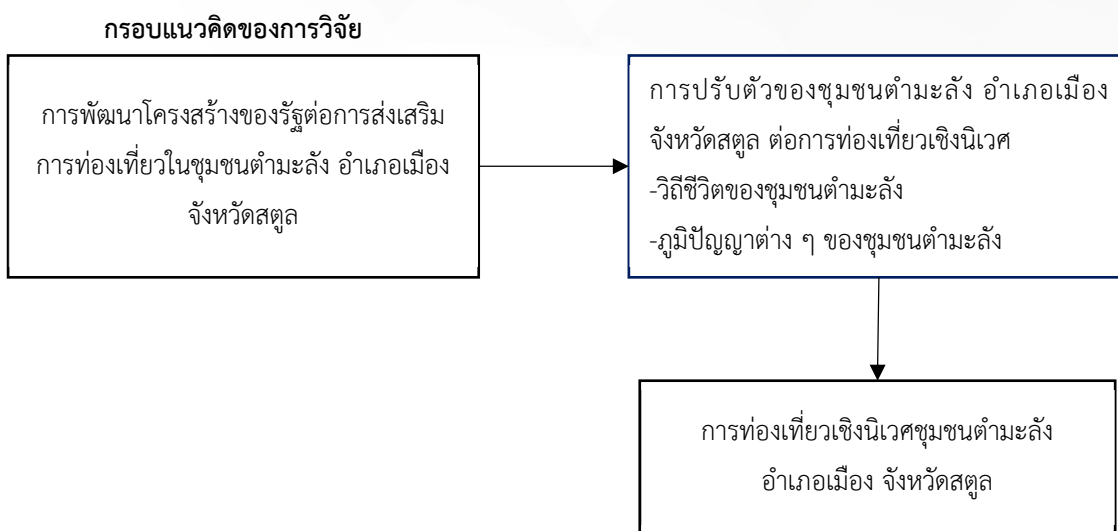 กรอบแนวคิดของการวิจัย
การพัฒนาโครงสร้างของรัฐต่อการส่งเสริม
การท่องเที่ยวในชุมชนตำมะลัง อำเภอเมือง
จังหวัดสตูล
การปรับตัวของชุมชนตำมะลัง อำเภอเมือง
จังหวัดสตูล ต่อการท่องเที่ยวเชิงนิเวศ
-วิถีชีวิตของชุมชนตำมะลัง
-ภูมิปัญญาต่าง ๆ ของชุมชนตำมะลัง
การท่องเที่ยวเชิงนิเวศชุมชนตำมะลัง
อำเภอเมือง จังหวัดสตูล